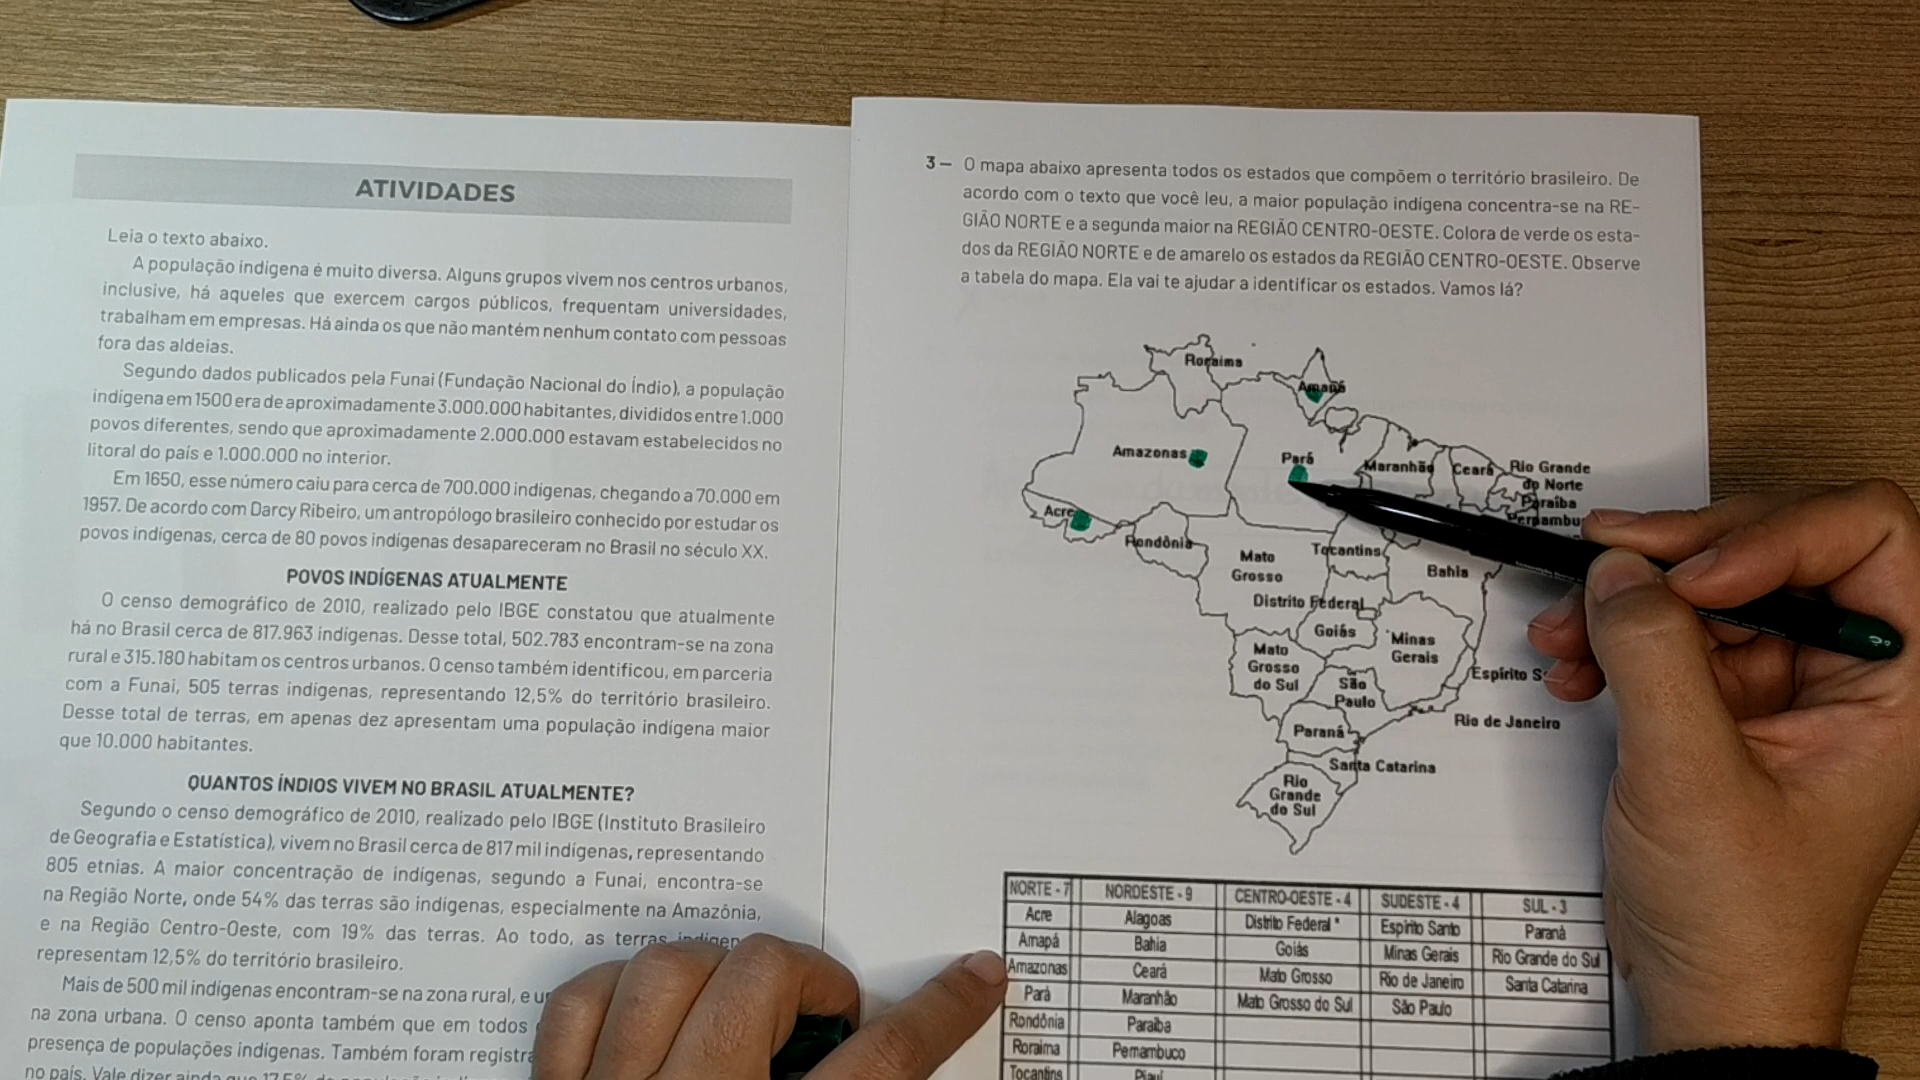 ATIVIDADES
Leia o texto abaixo.
A população indígena é muito diversa. Alguns grupos vivem nos centros urbanos,
inclusive, há aqueles que exercem cargos públicos, frequentam universidades,
trabalham em empresas. Há ainda os que não mantém nenhum contato com pessoas
fora das aldeias.
Segundo dados publicados pela Funai (Fundação Nacional do Índio), a população
indígena em 1500 era de aproximadamente 3.000.000 habitantes, divididos entre 1.000
povos diferentes, sendo que aproximadamente 2.000.000 estavam estabelecidos no
litoral do país e 1.000.000 no interior.
Em 1650, esse número caiu para cerca de 700.000 indígenas, chegando a 70.000 em
1957. De acordo com Darcy Ribeiro, um antropólogo brasileiro conhecido por estudar os
povos indígenas, cerca de 80 povos indígenas desapareceram no Brasil no século XX.
POVOS INDÍGENAS ATUALMENTE
O censo demográfico de 2010, realizado pelo IBGE constatou que atualmente
há no Brasil cerca de 817.963 indígenas. Desse total, 502.783 encontram-se na zona
rural e 315.180 habitam os centros urbanos. O censo também identificou, em parceria
com a Funai, 505 terras indígenas, representando 12,5% do território brasileiro.
Desse total de terras, em apenas dez apresentam uma população indígena maior
que 10.000 habitantes.
QUANTOS ÍNDIOS VIVEM NO BRASIL ATUALMENTE?
Segundo o censo demográfico de 2010, realizado pelo IBGE (Instituto Brasileiro
de Geografia e Estatística), vivem no Brasil cerca de 817 mil indígenas, representando
805 etnias. A maior concentração de indígenas, segundo a Funai, encontra-se
na Região Norte, onde 54% das terras são indígenas, especialmente na Amazônia,
e na Região Centro-Oeste, com 19% das terras. Ao todo, as terras
representam 12,5% do território brasileiro.
Mais de 500 mil indígenas encontram-se na zona rural, e
na zona urbana. O censo aponta também que em todos
presença de populações indígenas. Também foram
no país. Vale dizer ainda que 17,5%
3 – O mapa abaixo apresenta todos os estados que compõem o território brasileiro. De
acordo com o texto que você leu, a maior população indígena concentra-se na RE-
GIÃO NORTE e a segunda maior na REGIÃO CENTRO-OESTE. Colora de verde os esta-
dos da REGIÃO NORTE e de amarelo os estados da REGIÃO CENTRO-OESTE. Observe
a tabela do mapa. Ela vai te ajudar a identificar os estados. Vamos lá?
Roraima
Amapá
Amazonas
Pará
Maranhão
Ceará
Rio Grande
do Norte
Paraíba
Acre
Rondônia
Mato
Grosso
Tocantins
Bahia
Distrito Federal
Goiás
Minas
Gerais
Mato
Grosso
do Sul
Espírito
São
Paulo
Rio de Janeiro
Paraná
Santa Catarina
Rio
Grande
do Sul
NORTE - 7 NORDESTE - 9 CENTRO-OESTE - 4 SUDESTE - 4 SUL - 3
Acre Alagoas Distrito Federal * Espírito Santo Paraná
Amapá Bahia Goiás Minas Gerais Rio Grande do Sul
Amazonas Ceará Mato Grosso Rio de Janeiro Santa Catarina
Pará Maranhão Mato Grosso do Sul São Paulo
Rondônia Paraíba
Roraima Pernambuco
Tocantins Piauí